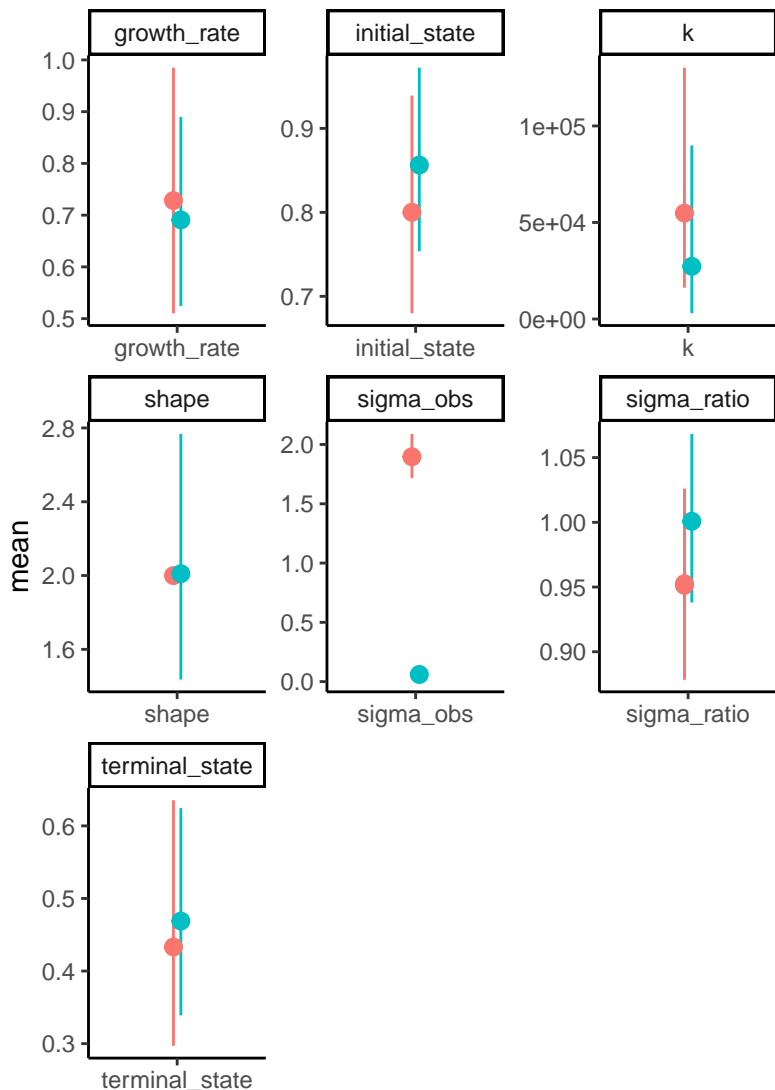 growth_rate
initial_state
k
1.0
0.9
0.8
0.7
0.6
0.5
0.9
0.8
0.7
1e+05
5e+04
0e+00
growth_rate
initial_state
k
shape
sigma_obs
sigma_ratio
mean
2.8
2.4
2.0
1.6
2.0
1.5
1.0
0.5
0.0
1.05
1.00
0.95
0.90
shape
sigma_obs
sigma_ratio
terminal_state
0.6
0.5
0.4
0.3
terminal_state